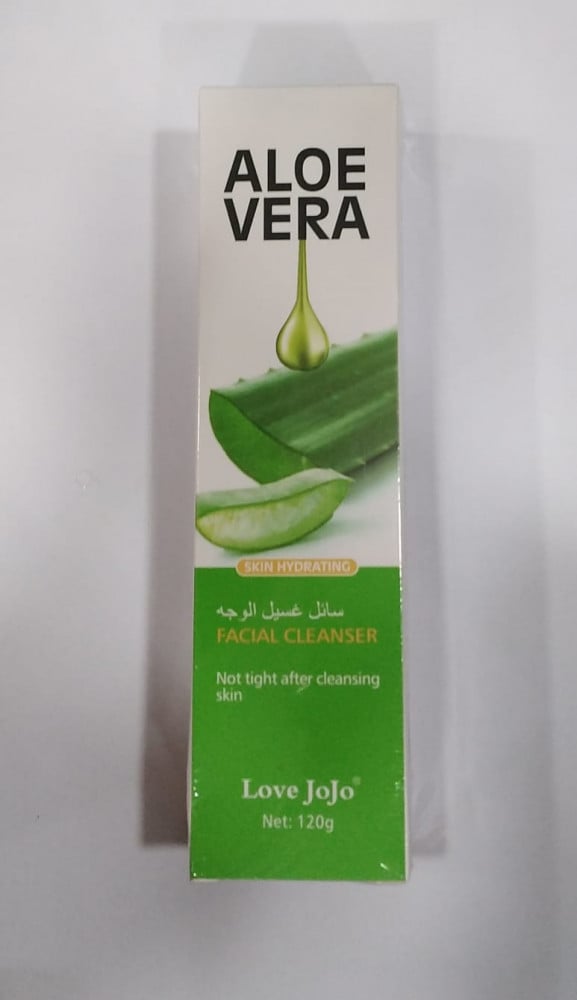 ALOE
VERA
SKIN HYDRATING
سائل غسيل الوجه
FACIAL CLEANSER
Not tight after cleansing
skin
Love JoJo®
Net: 120g